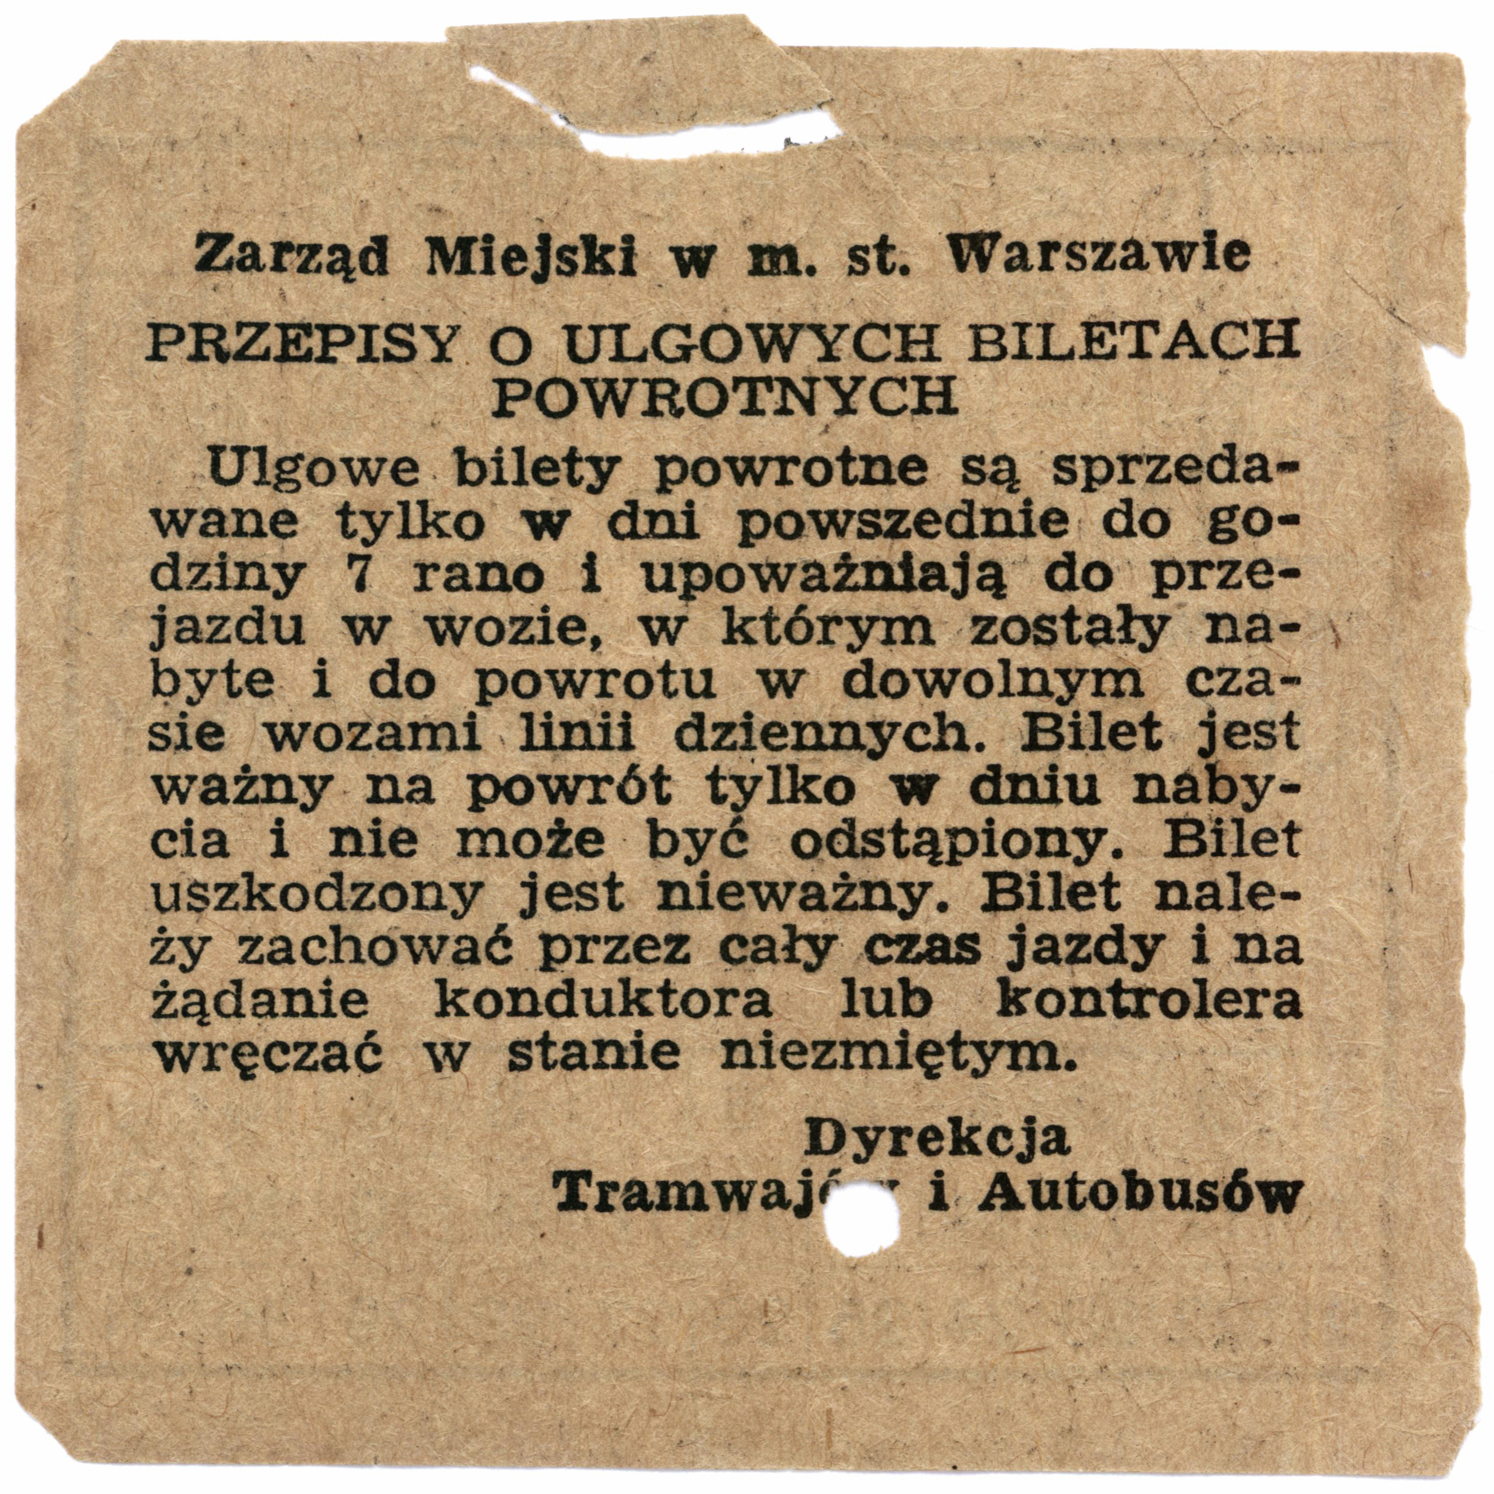 Zarząd Miejski w m. st. Warszawie
PRZEPISY O ULGOWYCH BILETACH
POWROTNYCH
Ulgowe bilety powrotne są sprzeda-
wane tylko w dni powszednie do go-
dziny 7 rano i upoważniają do prze-
jazdu w wozie, w którym zostały na-
byte i do powrotu w dowolnym cza-
sie wozami linii dziennych. Bilet jest
ważny na powrót tylko w dniu naby-
cia i nie może być odstąpiony. Bilet
uszkodzony jest nieważny. Bilet nale-
ży zachować przez cały czas jazdy i na
żądanie konduktora lub kontrolera
wręczać w stanie niezmiętym.
Dyrekcja
Tramwajów i Autobusów